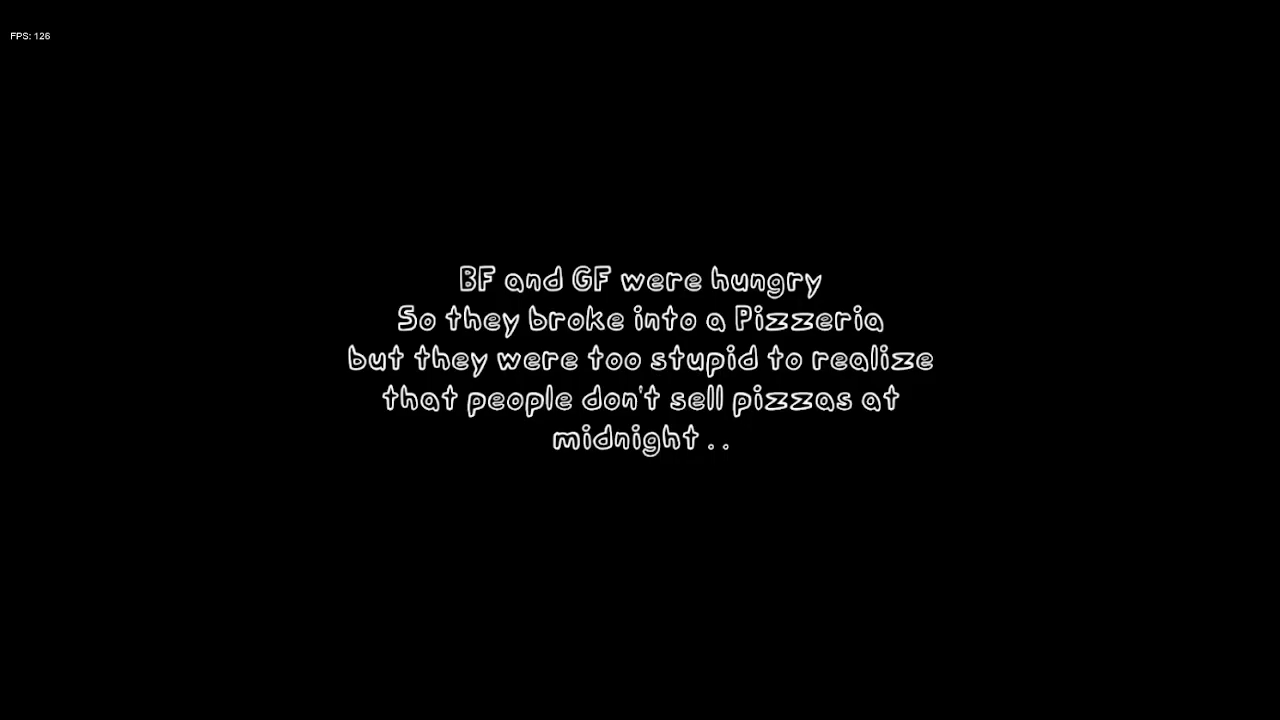 FPS: 126
BF and GF were hungry
So they broke into a Pizzeria
but they were too stupid to realize
that people don't sell pizzas at
midnight . .